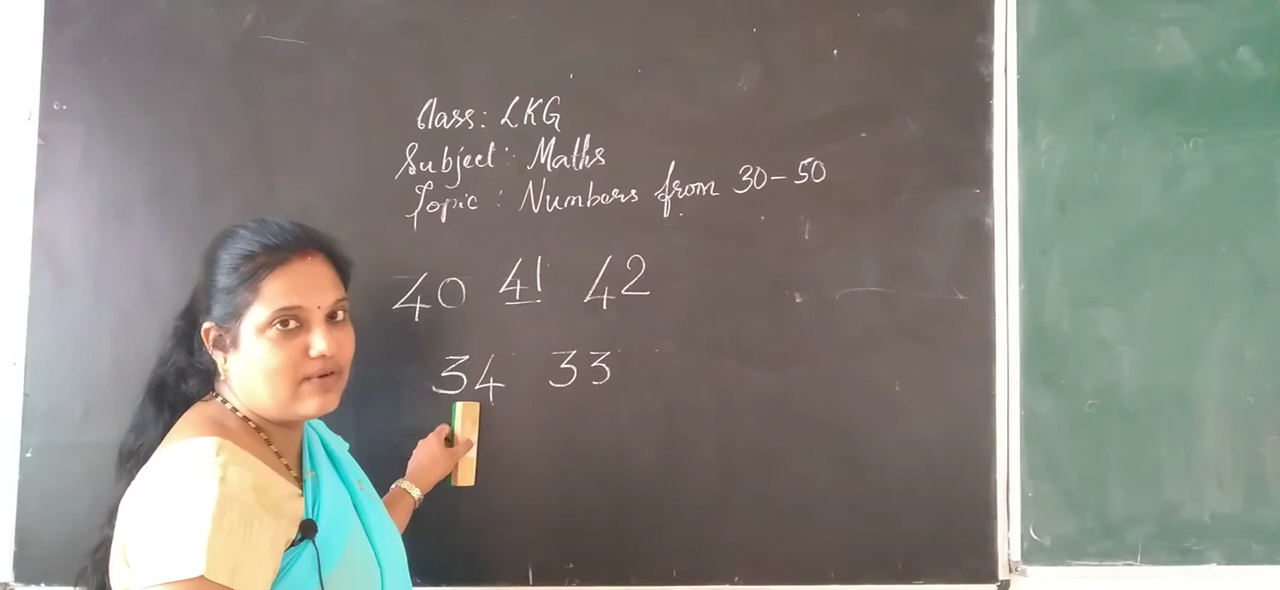 Class: LKG
Subject: Maths
Topic: Numbers from 30-50
40 41 42
34 33